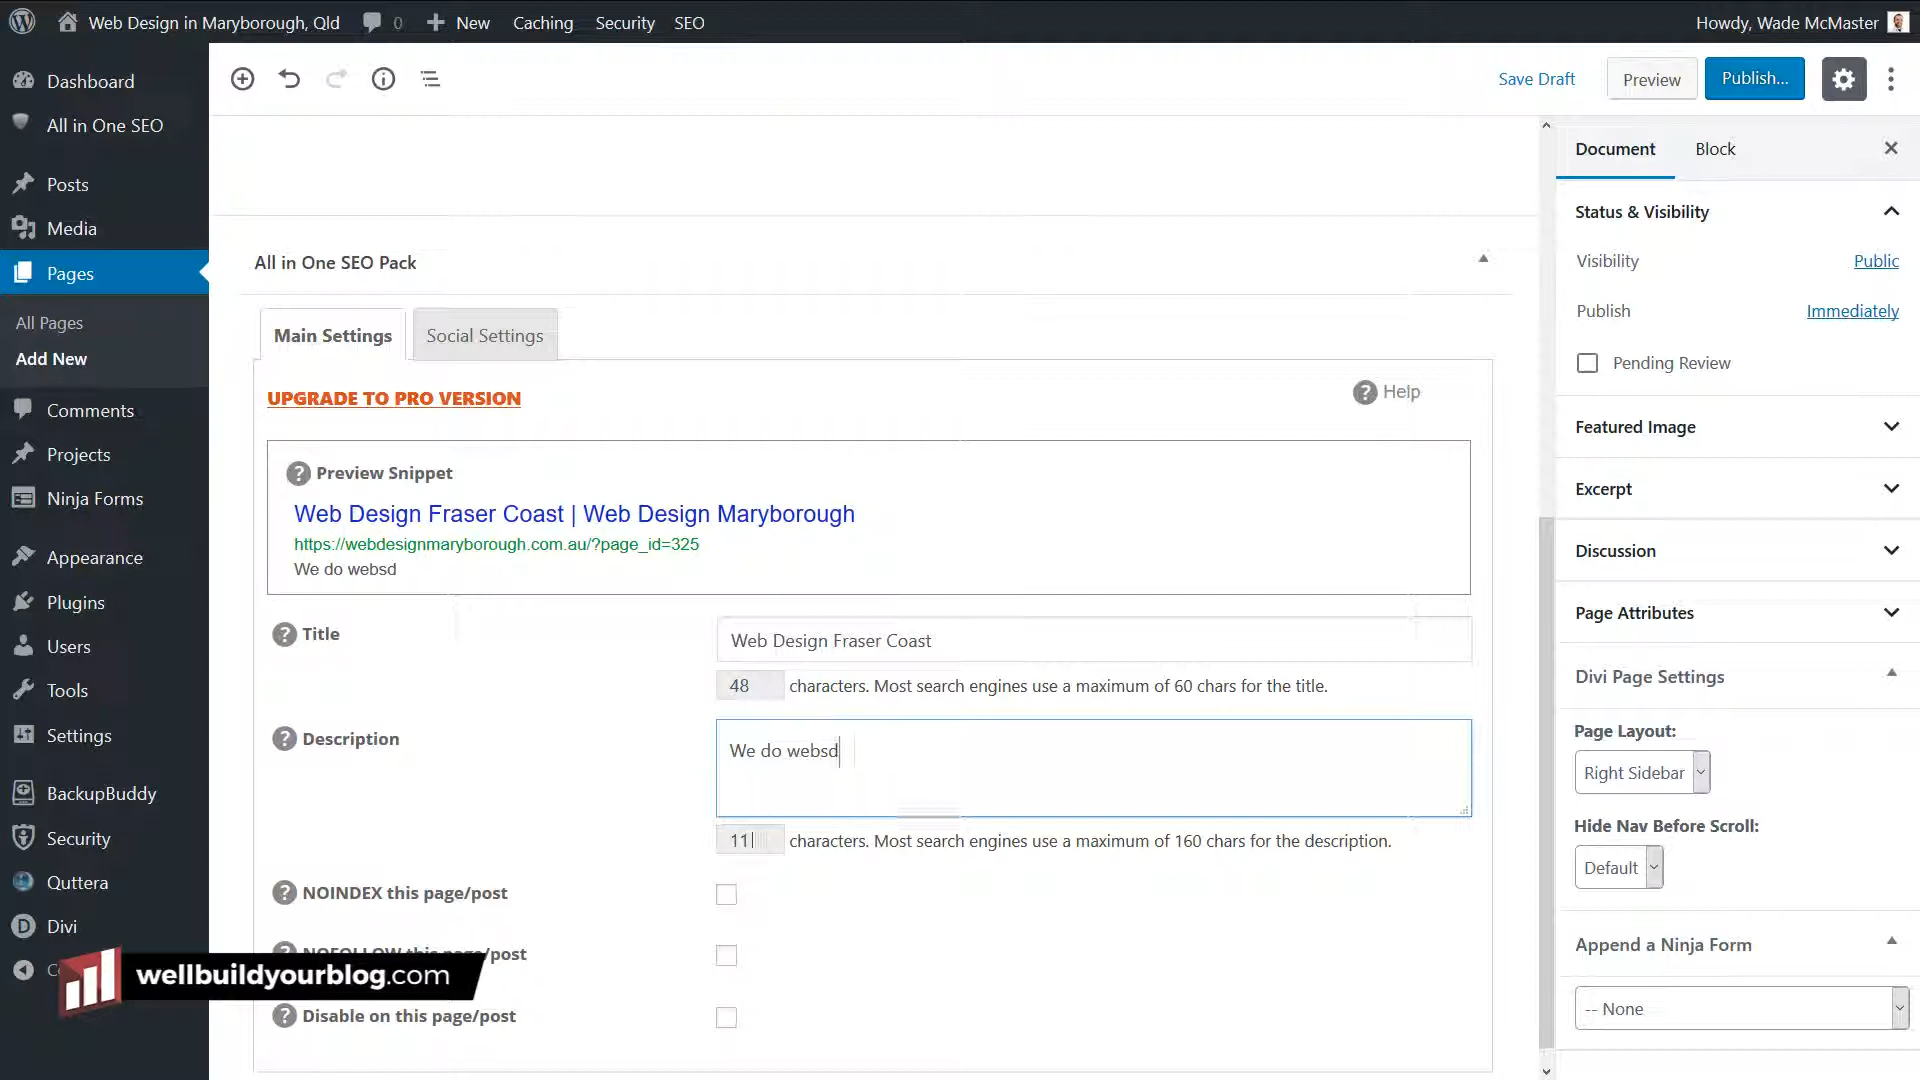 Web Design in Maryborough, Qld 0 New Caching Security SEO Howdy, Wade McMaster
Dashboard
All in One SEO
Posts
Media
Pages
All Pages
Add New
Comments
Projects
Ninja Forms
Appearance
Plugins
Users
Tools
Settings
BackupBuddy
Security
Quttera
Divi
wellbuildyourblog.com
Save Draft Preview Publish...
All in One SEO Pack
Main Settings Social Settings
UPGRADE TO PRO VERSION Help
Preview Snippet
Web Design Fraser Coast | Web Design Maryborough
https://webdesignmaryborough.com.au/?page_id=325
We do websd
Title Web Design Fraser Coast
48 characters. Most search engines use a maximum of 60 chars for the title.
Description We do websd
11 characters. Most search engines use a maximum of 160 chars for the description.
NOINDEX this page/post
NOFOLLOW this page/post
Disable on this page/post
Document Block
Status & Visibility
Visibility Public
Publish Immediately
Pending Review
Featured Image
Excerpt
Discussion
Page Attributes
Divi Page Settings
Page Layout:
Right Sidebar
Hide Nav Before Scroll:
Default
Append a Ninja Form
-- None